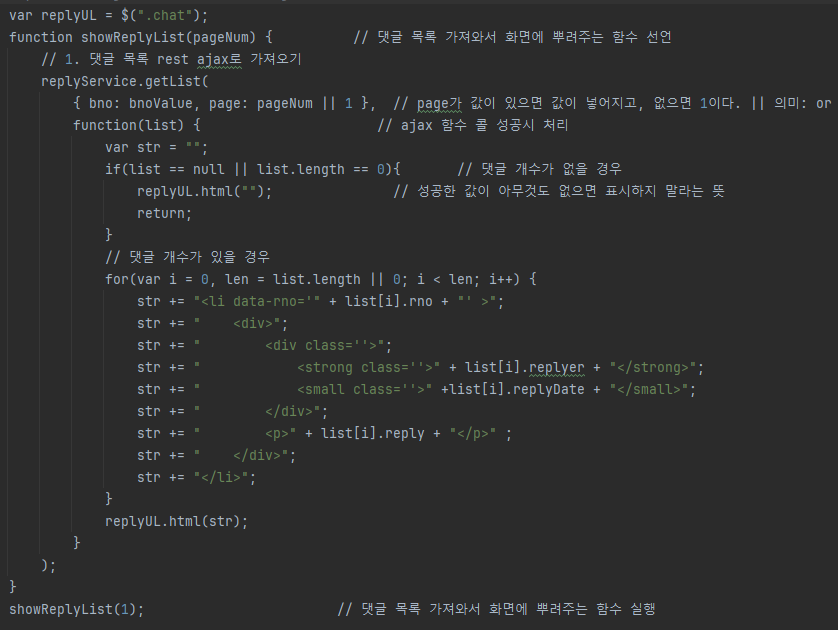 var replyUL = $(".chat");
function showReplyList(pageNum) {          // 댓글 목록 가져와서 화면에 뿌려주는 함수 선언
    // 1. 댓글 목록 rest ajax로 가져오기
    replyService.getList(
        { bno: bnoValue, page: pageNum || 1 },  // page가 값이 있으면 값이 넣어지고, 없으면 1이다. || 의미: or
        function(list) {                      // ajax 함수 콜 성공시 처리
            var str = "";
            if(list == null || list.length == 0){       // 댓글 개수가 없을 경우
                replyUL.html("");               // 성공한 값이 아무것도 없으면 표시하지 말라는 뜻
                return;
            }
            // 댓글 개수가 있을 경우
            for(var i = 0, len = list.length || 0; i < len; i++) {
                str += "<li data-rno='" + list[i].rno + "' >";
                str += "    <div>";
                str += "        <div class=''>";
                str += "            <strong class=''>" + list[i].replyer + "</strong>";
                str += "            <small class=''>" +list[i].replyDate + "</small>";
                str += "        </div>";
                str += "        <p>" + list[i].reply + "</p>" ;
                str += "    </div>";
                str += "</li>";
            }
            replyUL.html(str);
        }
    );
}
showReplyList(1);                        // 댓글 목록 가져와서 화면에 뿌려주는 함수 실행